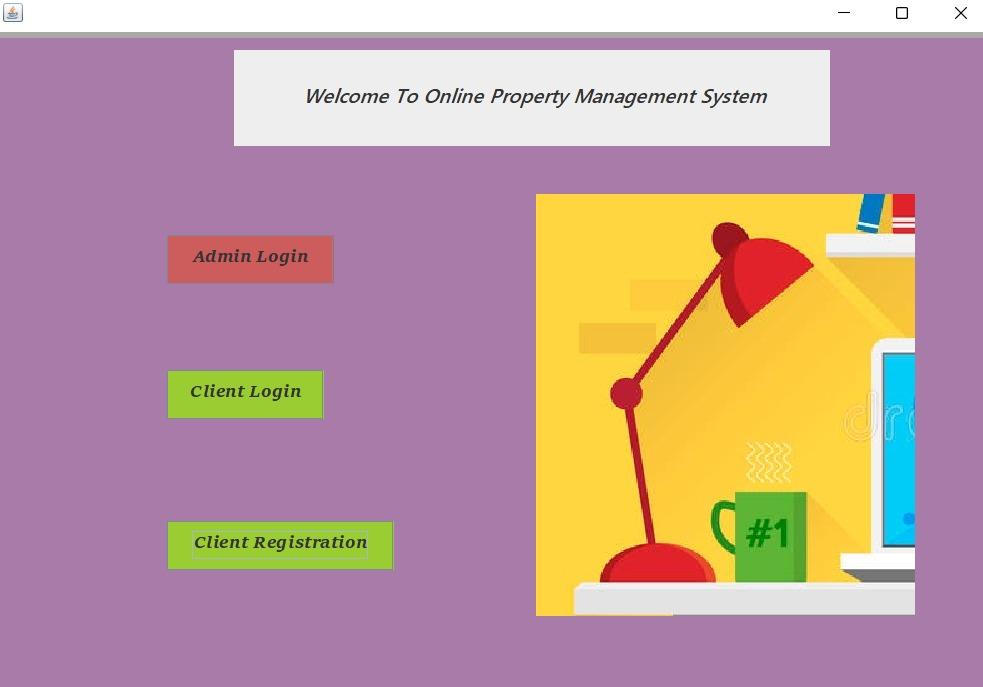 Welcome To Online Property Management System
Admin Login
Client Login
Client Registration
#1